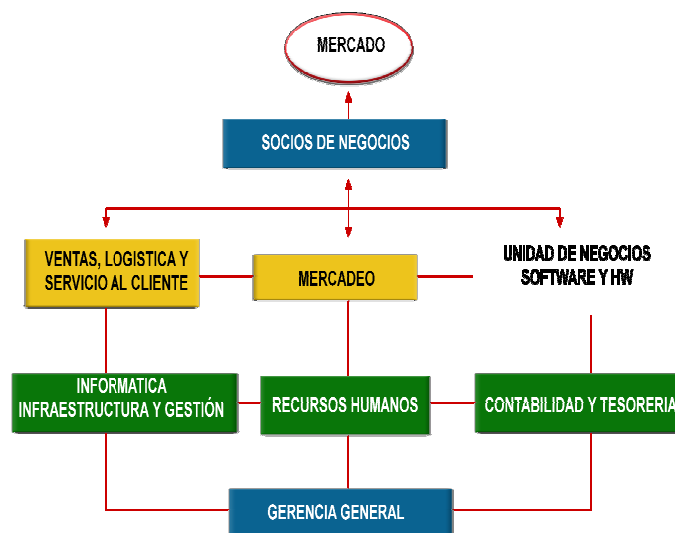 MERCADO
SOCIOS DE NEGOCIOS
VENTAS, LOGISTICA Y
SERVICIO AL CLIENTE
MERCADEO
UNIDAD DE NEGOCIOS
SOFTWARE Y HW
INFORMATICA
INFRAESTRUCTURA Y GESTIÓN
RECURSOS HUMANOS
CONTABILIDAD Y TESORERIA
GERENCIA GENERAL